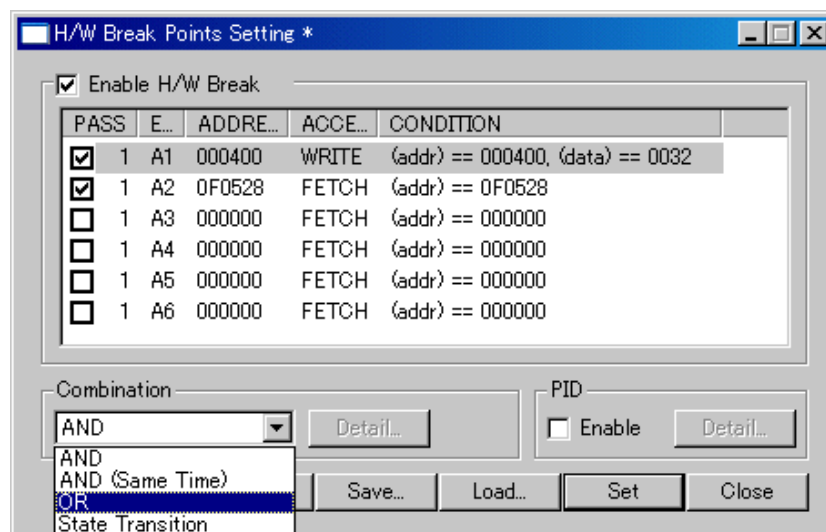 H/W Break Points Setting *
Enable H/W Break
PASS E... ADDRE... ACCE... CONDITION
1 A1 000400 WRITE (addr) == 000400, (data) == 0032
1 A2 0F0528 FETCH (addr) == 0F0528
1 A3 000000 FETCH (addr) == 000000
1 A4 000000 FETCH (addr) == 000000
1 A5 000000 FETCH (addr) == 000000
1 A6 000000 FETCH (addr) == 000000
Combination PID
AND Detail... Enable Detail...
AND
AND (Same Time)
OR Save... Load... Set Close
State Transition